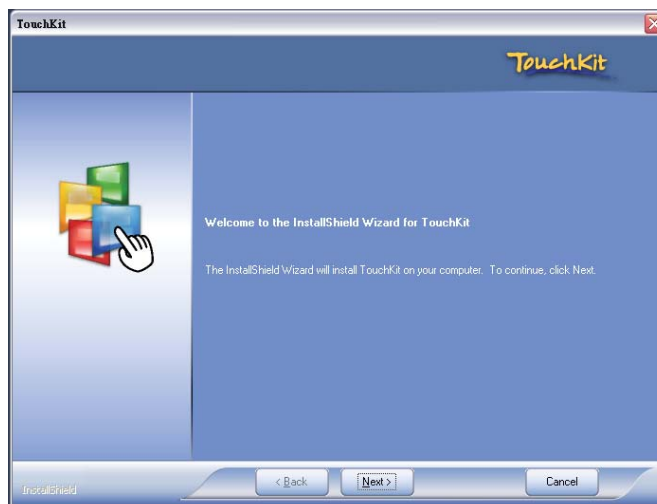 TouchKit
TouchKit
Welcome to the InstallShield Wizard for TouchKit
The InstallShield Wizard will install TouchKit on your computer. To continue, click Next.
InstallShield
< Back
Next >
Cancel